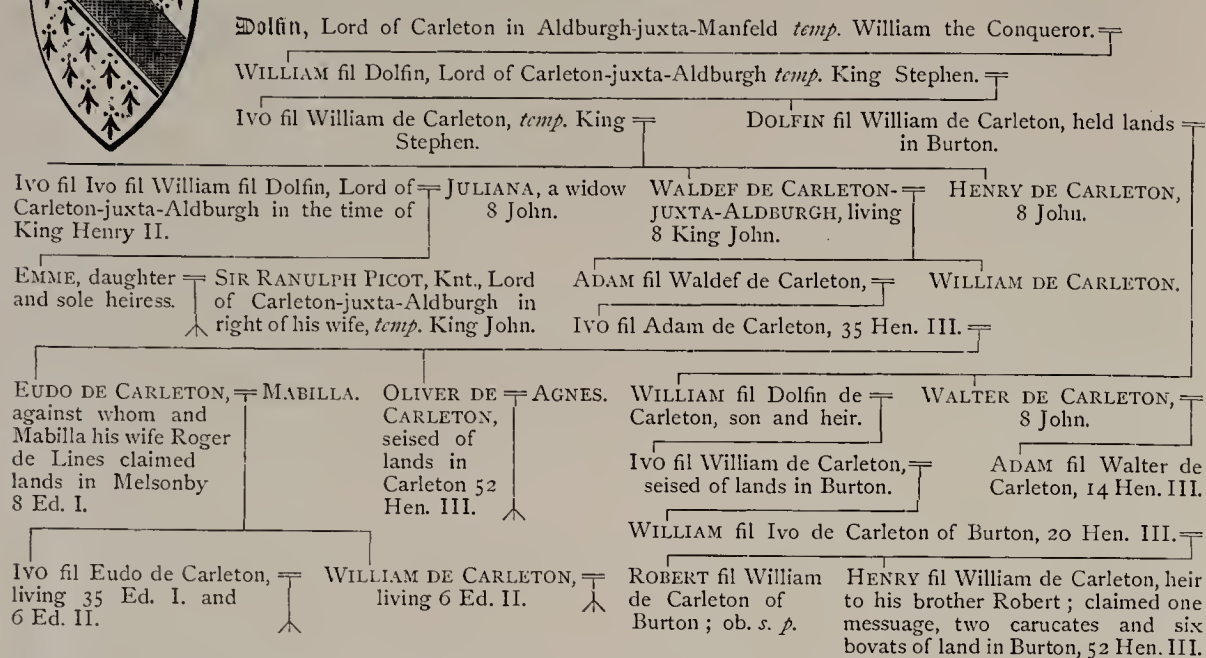 Dolfin, Lord of Carleton in Aldburgh-juxta-Manfeld temp. William the Conqueror.
WILLIAM fil Dolfin, Lord of Carleton-juxta-Aldburgh temp. King Stephen.
IVO fil William de Carleton, temp. King
Stephen.
DOLFIN fil William de Carleton, held lands
in Burton.
IVO fil Ivo fil William fil Dolfin, Lord of
Carleton-juxta-Aldburgh in the time of
King Henry II.
JULIANA, a widow
8 John.
WALDEF DE CARLETON-
JUXTA-ALDBURGH, living
8 King John.
HENRY DE CARLETON,
8 John.
EMME, daughter
and sole heiress.
SIR RANULPH PICOT, Knt., Lord
of Carleton-juxta-Aldburgh in
right of his wife, temp. King John.
ADAM fil Waldef de Carleton,
WILLIAM DE CARLETON.
IVO fil Adam de Carleton, 35 Hen. III.
EUDO DE CARLETON,
against whom and
Mabilla his wife Roger
de Lines claimed
lands in Melsonby
8 Ed. I.
MABILLA.
OLIVER DE
CARLETON,
seised of
lands in
Carleton 52
Hen. III.
AGNES.
WILLIAM fil Dolfin de
Carleton, son and heir.
WALTER DE CARLETON,
8 John.
IVO fil William de Carleton,
seised of lands in Burton.
ADAM fil Walter de
Carleton, 14 Hen. III.
WILLIAM fil Ivo de Carleton of Burton, 20 Hen. III.
IVO fil Eudo de Carleton,
living 35 Ed. I. and
6 Ed. II.
WILLIAM DE CARLETON,
living 6 Ed. II.
ROBERT fil William
de Carleton of
Burton; ob. s. p.
HENRY fil William de Carleton, heir
to his brother Robert; claimed one
messuage, two carucates and six
bovats of land in Burton, 52 Hen. III.